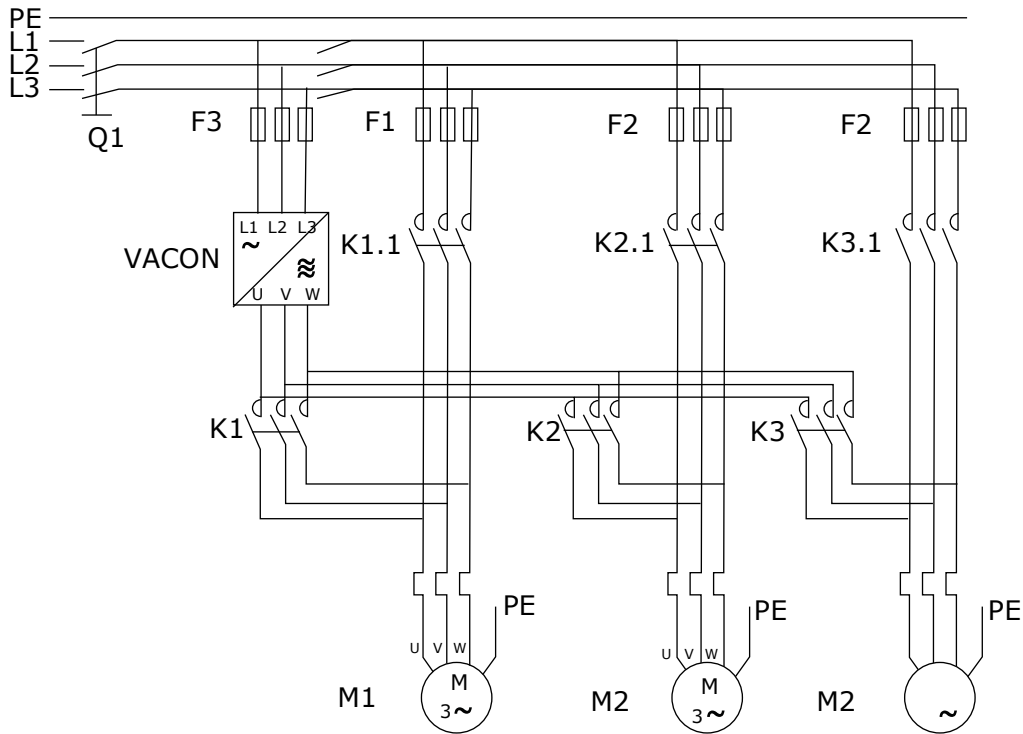 PE
L1
L2
L3
Q1
F3
F1
F2
F2
L1 L2 L3
~
≋
VACON
U V W
K1.1
K2.1
K3.1
K1
K2
K3
PE
PE
PE
U V W
U V W
M1
M
3~
M2
M
3~
M2
~